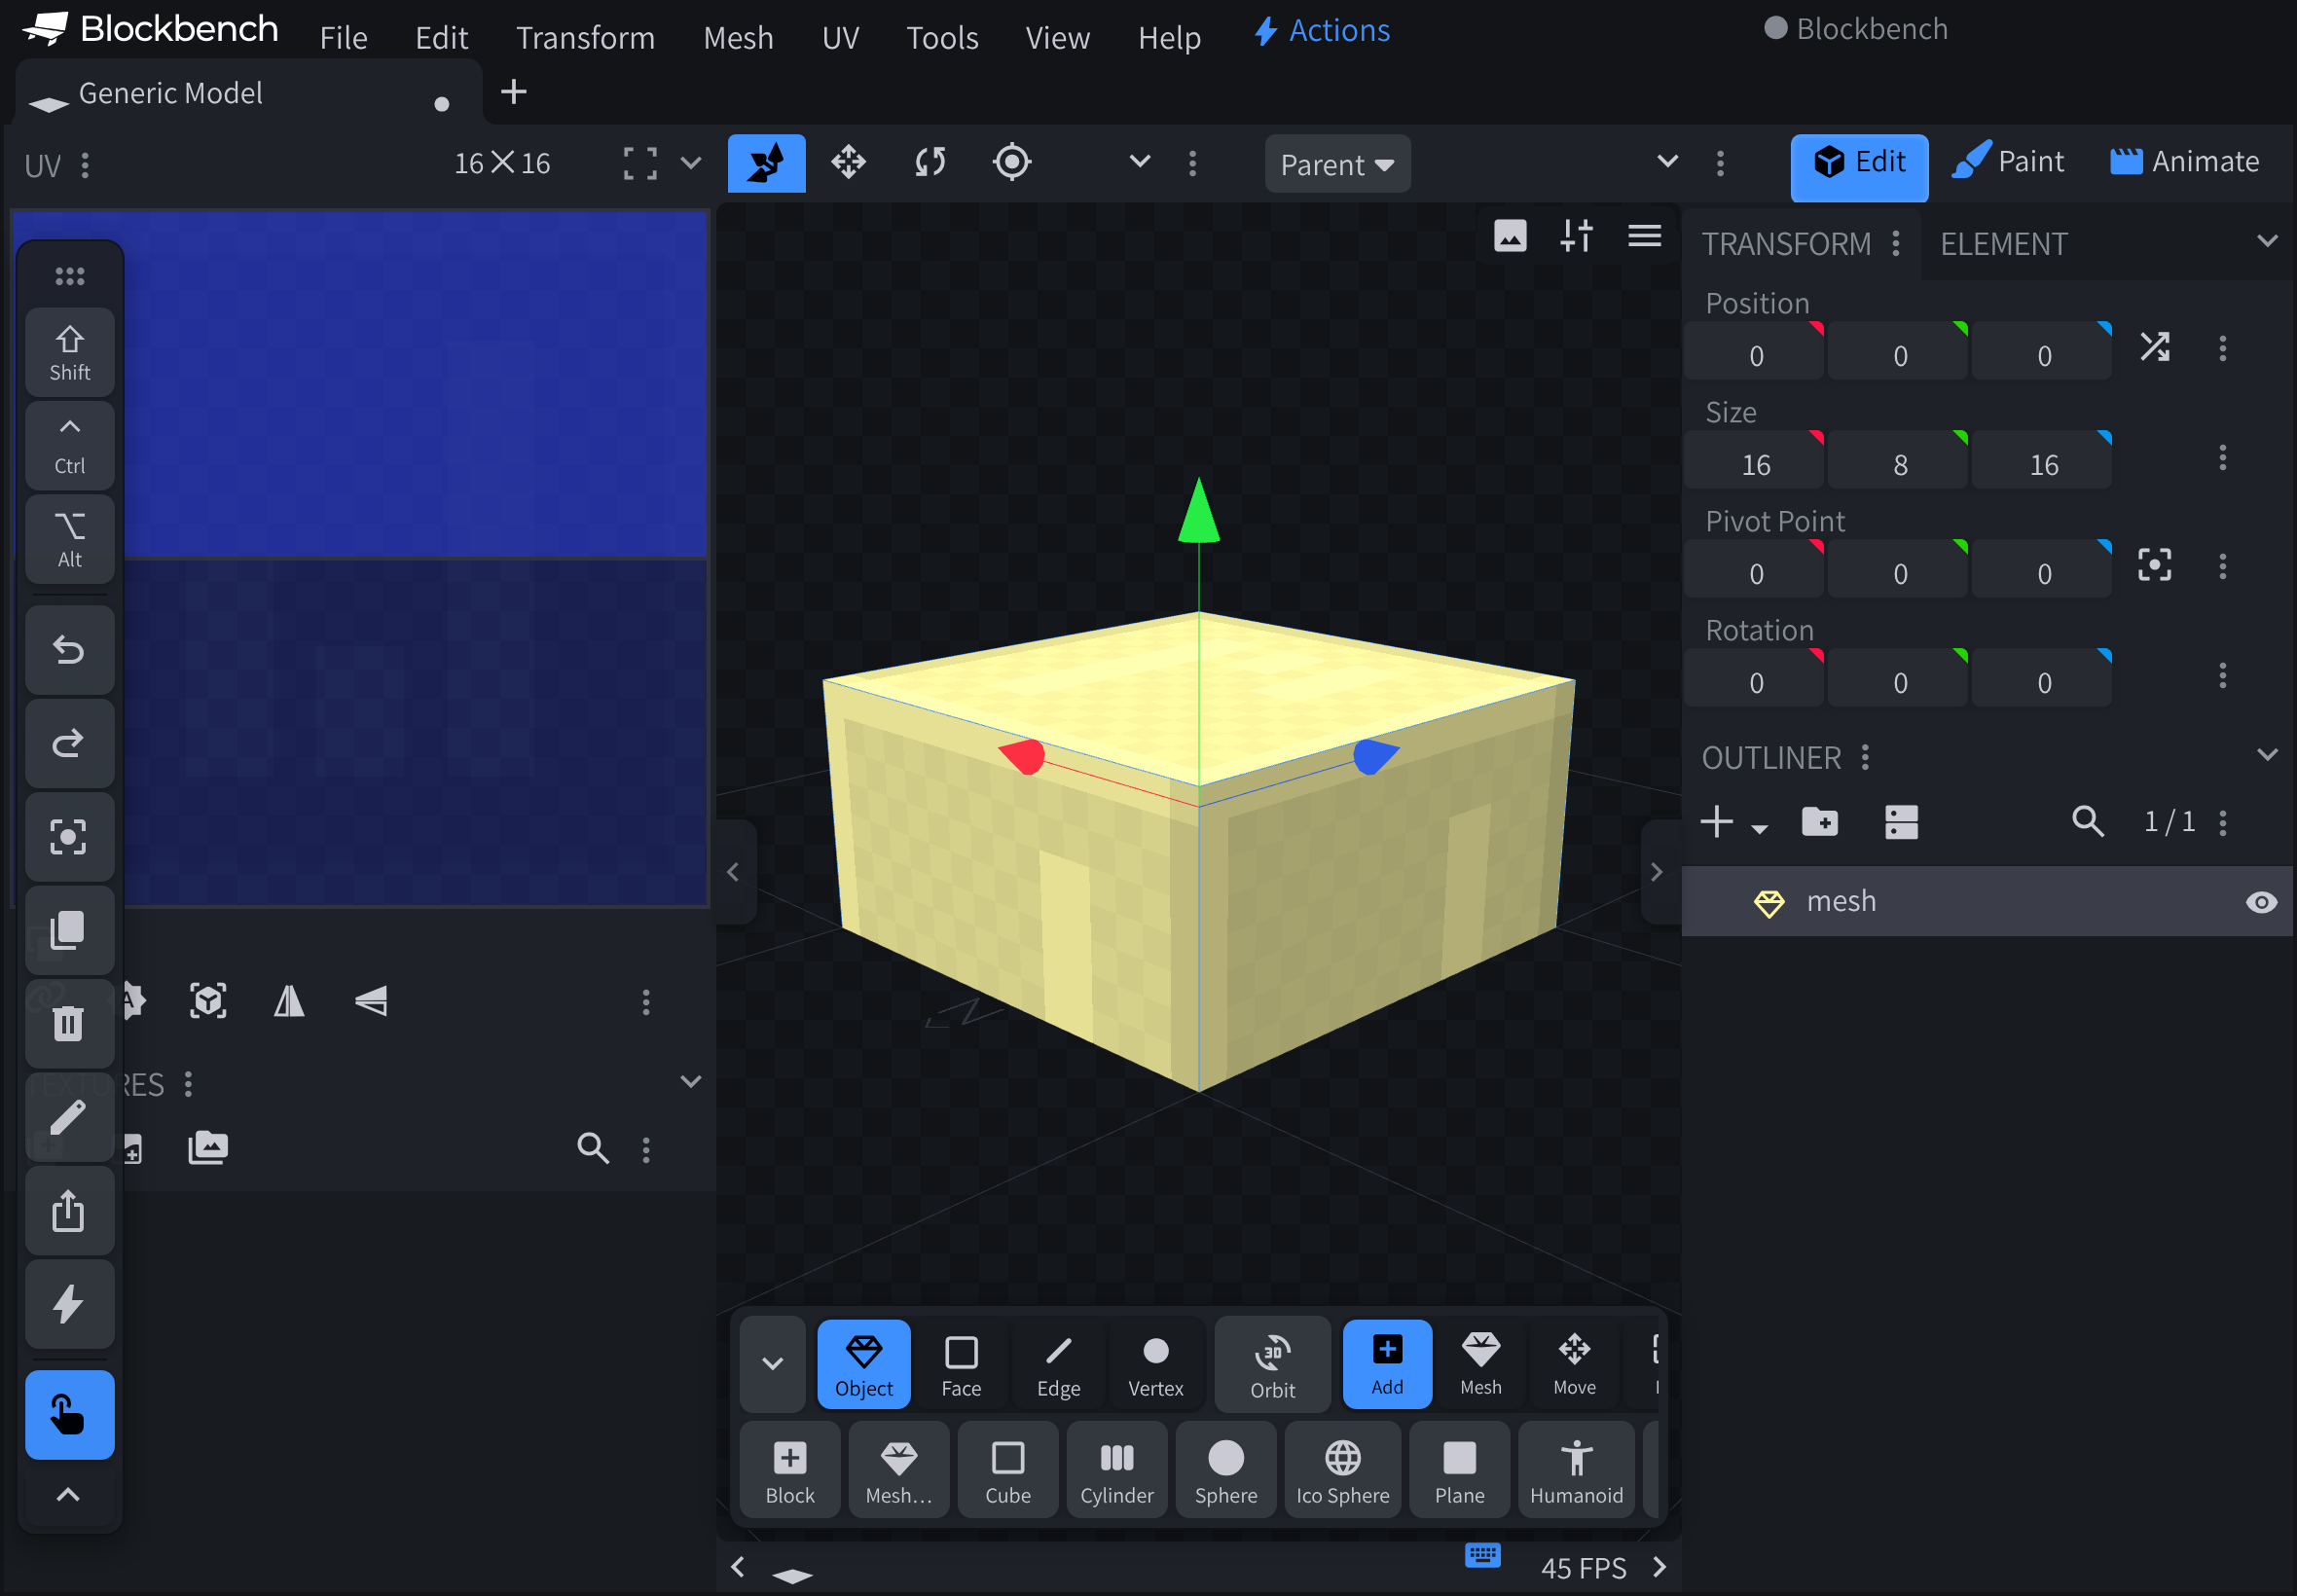 Blockbench File Edit Transform Mesh UV Tools View Help Actions Blockbench
Generic Model
UV 16×16 Parent Edit Paint Animate
TRANSFORM ELEMENT
Position
0 0 0
Size
16 8 16
Pivot Point
0 0 0
Rotation
0 0 0
OUTLINER
1 / 1
mesh
Shift
Ctrl
Alt
TEXTURES
Object Face Edge Vertex Orbit Add Mesh Move
Block Mesh... Cube Cylinder Sphere Ico Sphere Plane Humanoid
45 FPS